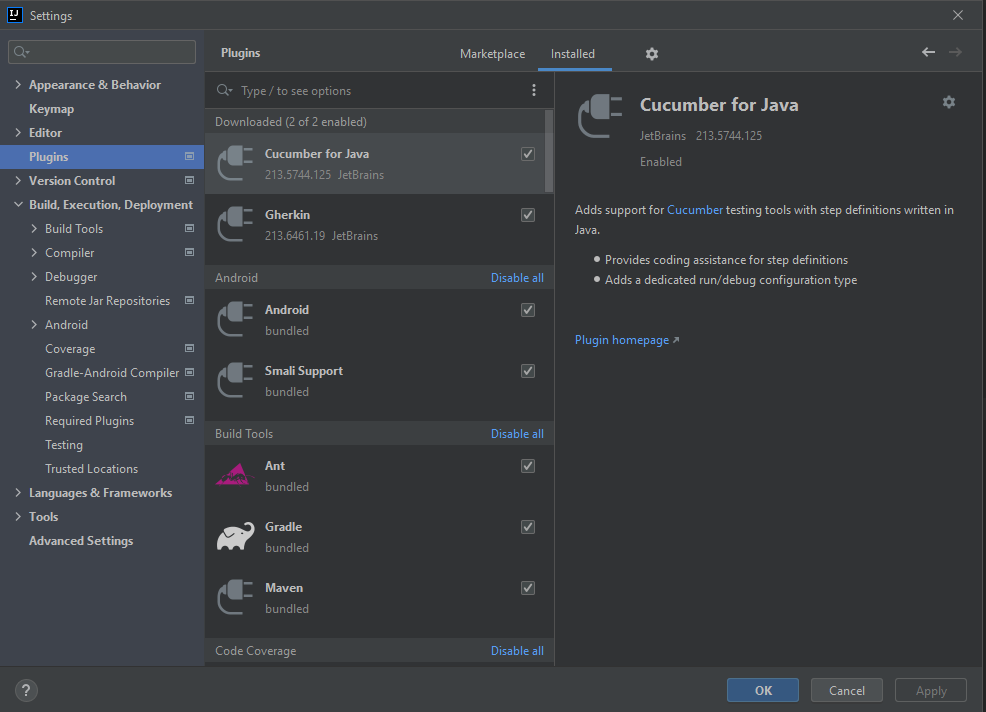 IJ
Settings
Appearance & Behavior
Keymap
Editor
Plugins
Version Control
Build, Execution, Deployment
Build Tools
Compiler
Debugger
Remote Jar Repositories
Android
Coverage
Gradle-Android Compiler
Package Search
Required Plugins
Testing
Trusted Locations
Languages & Frameworks
Tools
Advanced Settings
Plugins
Marketplace
Installed
Type / to see options
Downloaded (2 of 2 enabled)
Cucumber for Java
213.5744.125 JetBrains
Gherkin
213.6461.19 JetBrains
Android Disable all
Android
bundled
Smali Support
bundled
Build Tools Disable all
Ant
bundled
Gradle
bundled
Maven
bundled
Code Coverage Disable all
Cucumber for Java
JetBrains 213.5744.125
Enabled
Adds support for Cucumber testing tools with step definitions written in
Java.
Provides coding assistance for step definitions
Adds a dedicated run/debug configuration type
Plugin homepage
?
OK
Cancel
Apply